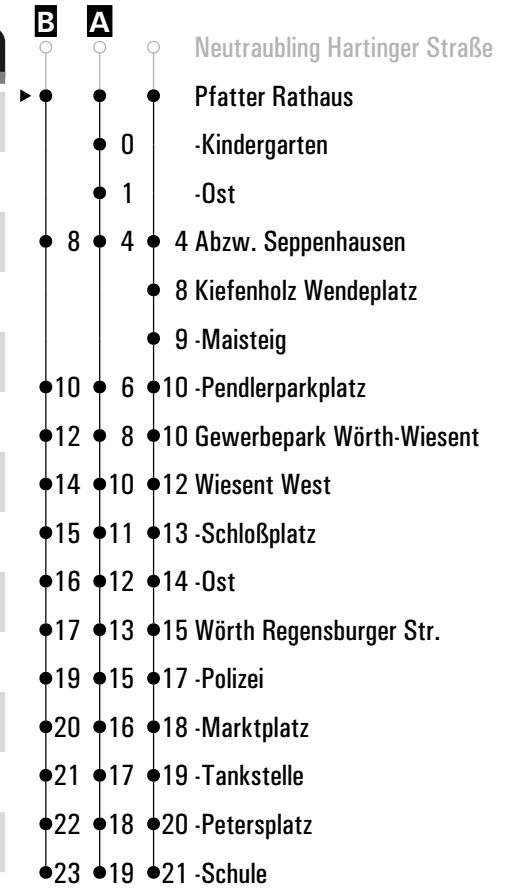 B A
Neutraubling Hartinger Straße
Pfatter Rathaus
0 -Kindergarten
1 -Ost
8 4 4 Abzw. Seppenhausen
8 Kiefenholz Wendeplatz
9 -Maisteig
10 6 10 -Pendlerparkplatz
12 8 10 Gewerbepark Wörth-Wiesent
14 10 12 Wiesent West
15 11 13 -Schloßplatz
16 12 14 -Ost
17 13 15 Wörth Regensburger Str.
19 15 17 -Polizei
20 16 18 -Marktplatz
21 17 19 -Tankstelle
22 18 20 -Petersplatz
23 19 21 -Schule